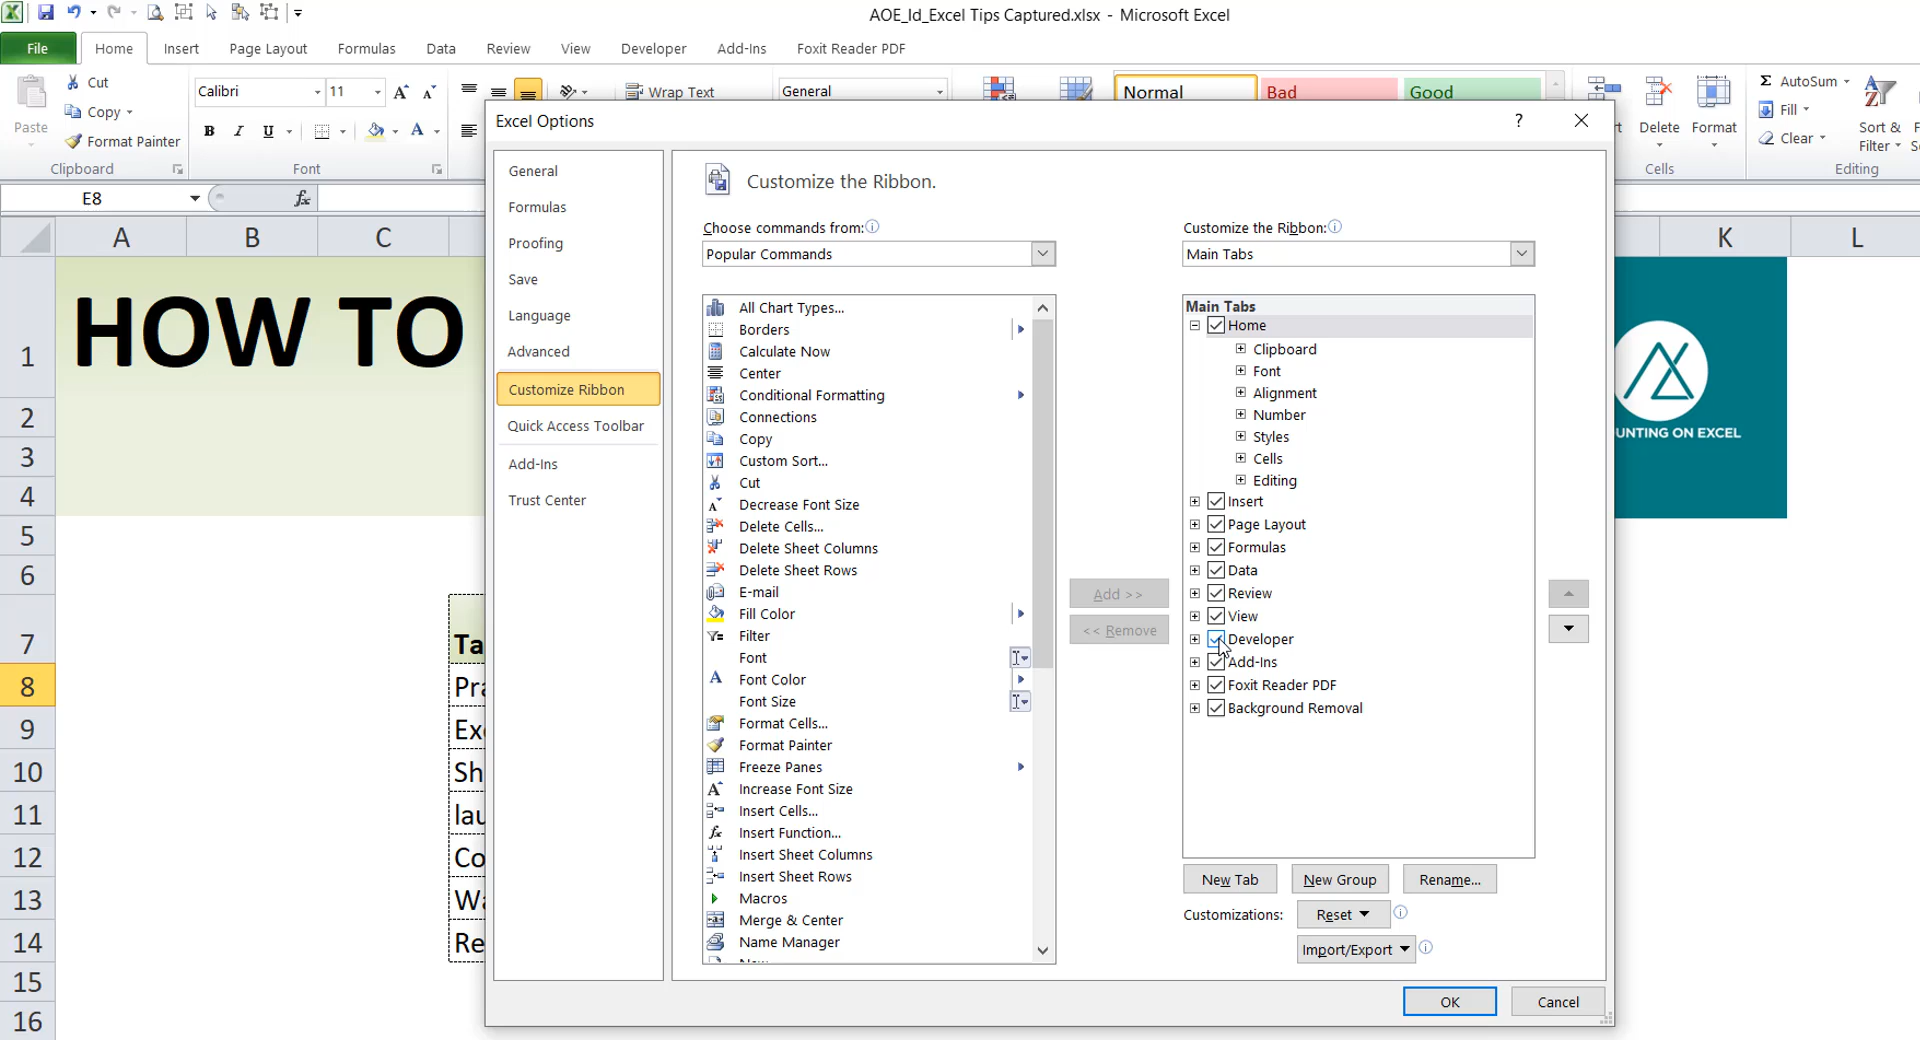 AOE_Id_Excel Tips Captured.xlsx - Microsoft Excel
File Home Insert Page Layout Formulas Data Review View Developer Add-Ins Foxit Reader PDF
Paste
Cut
Copy
Format Painter
Clipboard
Calibri 11
B I U
Font
Wrap Text
General
Normal Bad Good
Delete Format
Cells
Σ AutoSum
Fill
Clear
Sort &
Filter
Editing
E8
fx
A B C K L
1
2
3
4
5
6
7
8
9
10
11
12
13
14
15
16
HOW TO
UNTING ON EXCEL
Ta
Pra
Sh
lau
Co
Wa
Re
Excel Options
?
General
Formulas
Proofing
Save
Language
Advanced
Customize Ribbon
Quick Access Toolbar
Add-Ins
Trust Center
Customize the Ribbon.
Choose commands from:
Popular Commands
All Chart Types...
Borders
Calculate Now
Center
Conditional Formatting
Connections
Copy
Custom Sort...
Cut
Decrease Font Size
Delete Cells...
Delete Sheet Columns
Delete Sheet Rows
E-mail
Fill Color
Filter
Font
Font Color
Font Size
Format Cells...
Format Painter
Freeze Panes
Increase Font Size
Insert Cells...
Insert Function...
Insert Sheet Columns
Insert Sheet Rows
Macros
Merge & Center
Name Manager
Add >>
<< Remove
Customize the Ribbon:
Main Tabs
Main Tabs
Home
Clipboard
Font
Alignment
Number
Styles
Cells
Editing
Insert
Page Layout
Formulas
Data
Review
View
Developer
Add-Ins
Foxit Reader PDF
Background Removal
New Tab New Group Rename...
Customizations: Reset
Import/Export
OK Cancel